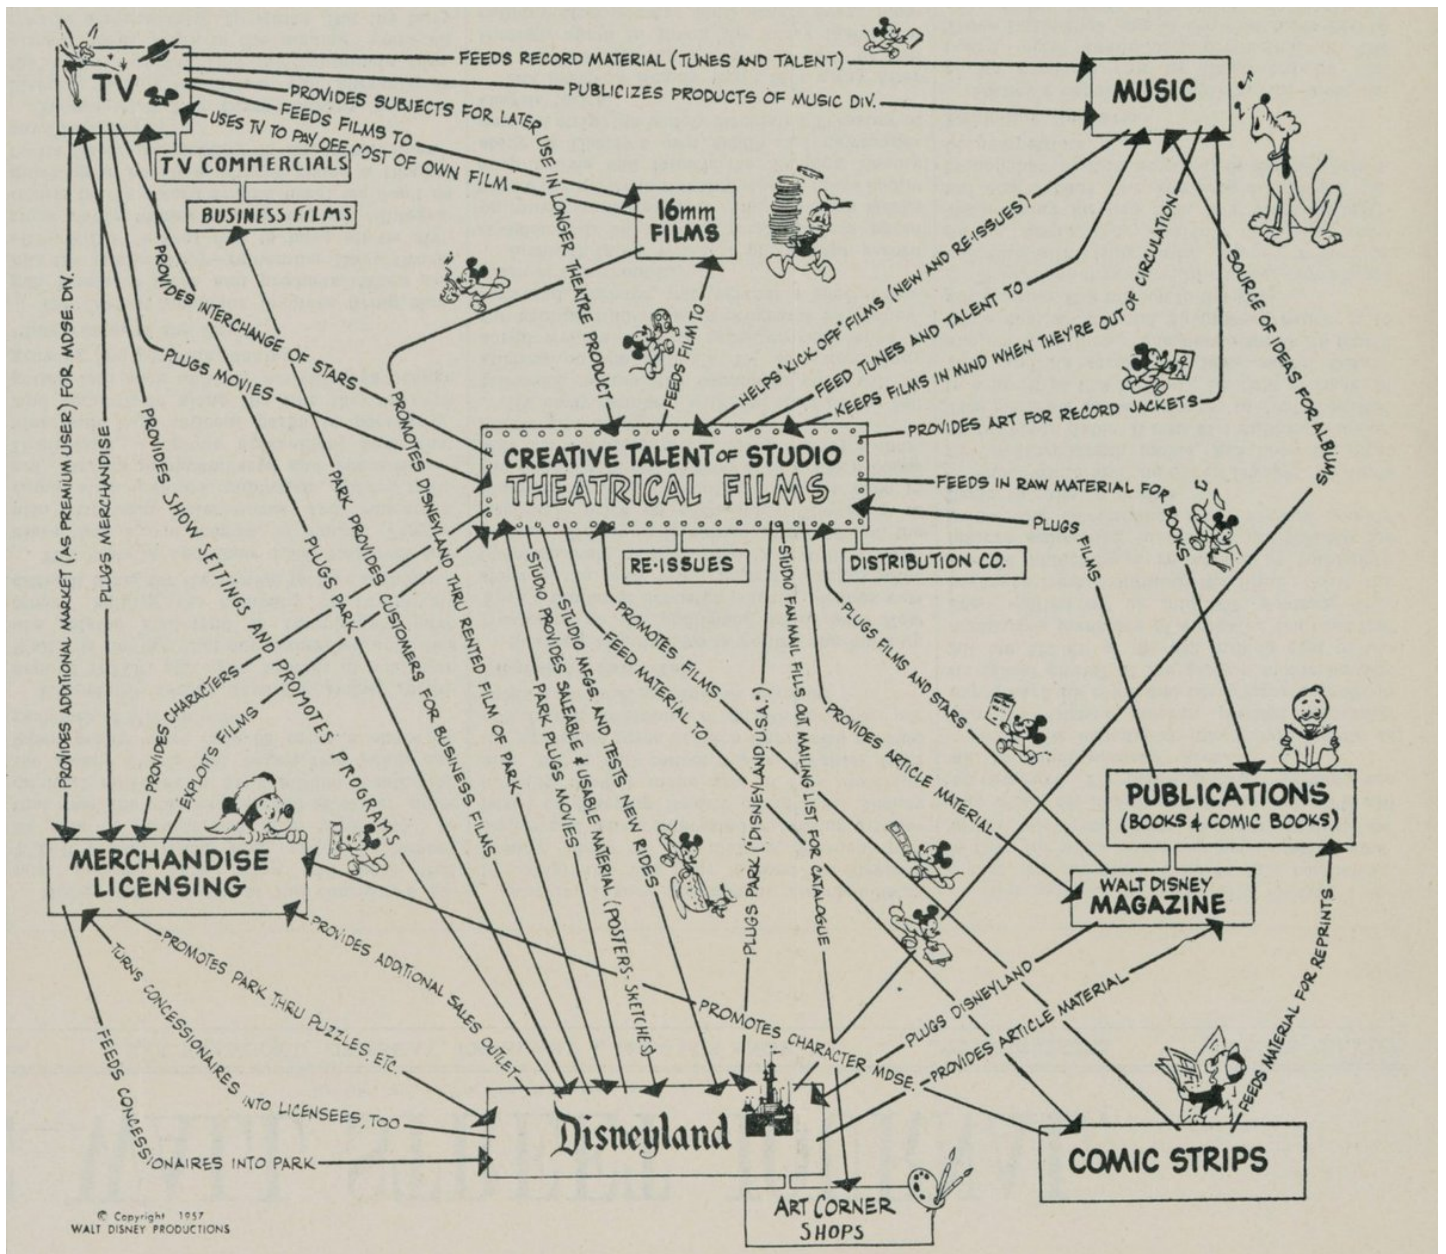 TV
FEEDS RECORD MATERIAL (TUNES AND TALENT)
PUBLICIZES PRODUCTS OF MUSIC DIV.
MUSIC
PROVIDES SUBJECTS FOR LATER USE IN LONGER THEATRE PRODUCT
FEEDS FILMS TO
USES TV TO PAY OFF COST OF OWN FILM
TV COMMERCIALS
BUSINESS FILMS
16mm
FILMS
PROVIDES ADDITIONAL MARKET (AS PREMIUM USER) FOR MDSE. DIV.
PLUGS MERCHANDISE
PROVIDES SHOW SETTINGS AND PROMOTES PROGRAMS
PLUGS MOVIES
PROVIDES INTERCHANGE OF STARS
PLUGS PARK
PARK PROVIDES CUSTOMERS FOR BUSINESS FILMS
PROMOTES DISNEYLAND THRU RENTED FILM OF PARK
FEEDS FILM TO
HELPS "KICK OFF" FILMS (NEW AND RE-ISSUES)
FEED TUNES AND TALENT TO
KEEPS FILMS IN MIND WHEN THEY'RE OUT OF CIRCULATION
PROVIDES ART FOR RECORD JACKETS
SOURCE OF IDEAS FOR ALBUMS
CREATIVE TALENT OF STUDIO
THEATRICAL FILMS
RE-ISSUES
DISTRIBUTION CO.
FEEDS IN RAW MATERIAL FOR BOOKS
PLUGS FILMS
PROVIDES CHARACTERS
EXPLOITS FILMS
PARK PLUGS MOVIES
STUDIO PROVIDES SALEABLE & USABLE MATERIAL (POSTERS-SKETCHES)
STUDIO MFGS. AND TESTS NEW RIDES
FEED MATERIAL TO
PROMOTES FILMS
PLUGS PARK ("DISNEYLAND U.S.A.")
STUDIO FAN MAIL FILLS OUT MAILING LIST FOR CATALOGUE
PROVIDES ARTICLE MATERIAL
PLUGS FILMS AND STARS
PUBLICATIONS
(BOOKS & COMIC BOOKS)
WALT DISNEY
MAGAZINE
MERCHANDISE
LICENSING
PROVIDES ADDITIONAL SALES OUTLET
PROMOTES PARK THRU PUZZLES, ETC.
TURNS CONCESSIONAIRES INTO LICENSEES, TOO
FEEDS CONCESSIONAIRES INTO PARK
PROMOTES CHARACTER MDSE.
PLUGS DISNEYLAND
PROVIDES ARTICLE MATERIAL
FEEDS MATERIAL FOR REPRINTS
Disneyland
COMIC STRIPS
ART CORNER
SHOPS
© Copyright 1957
WALT DISNEY PRODUCTIONS